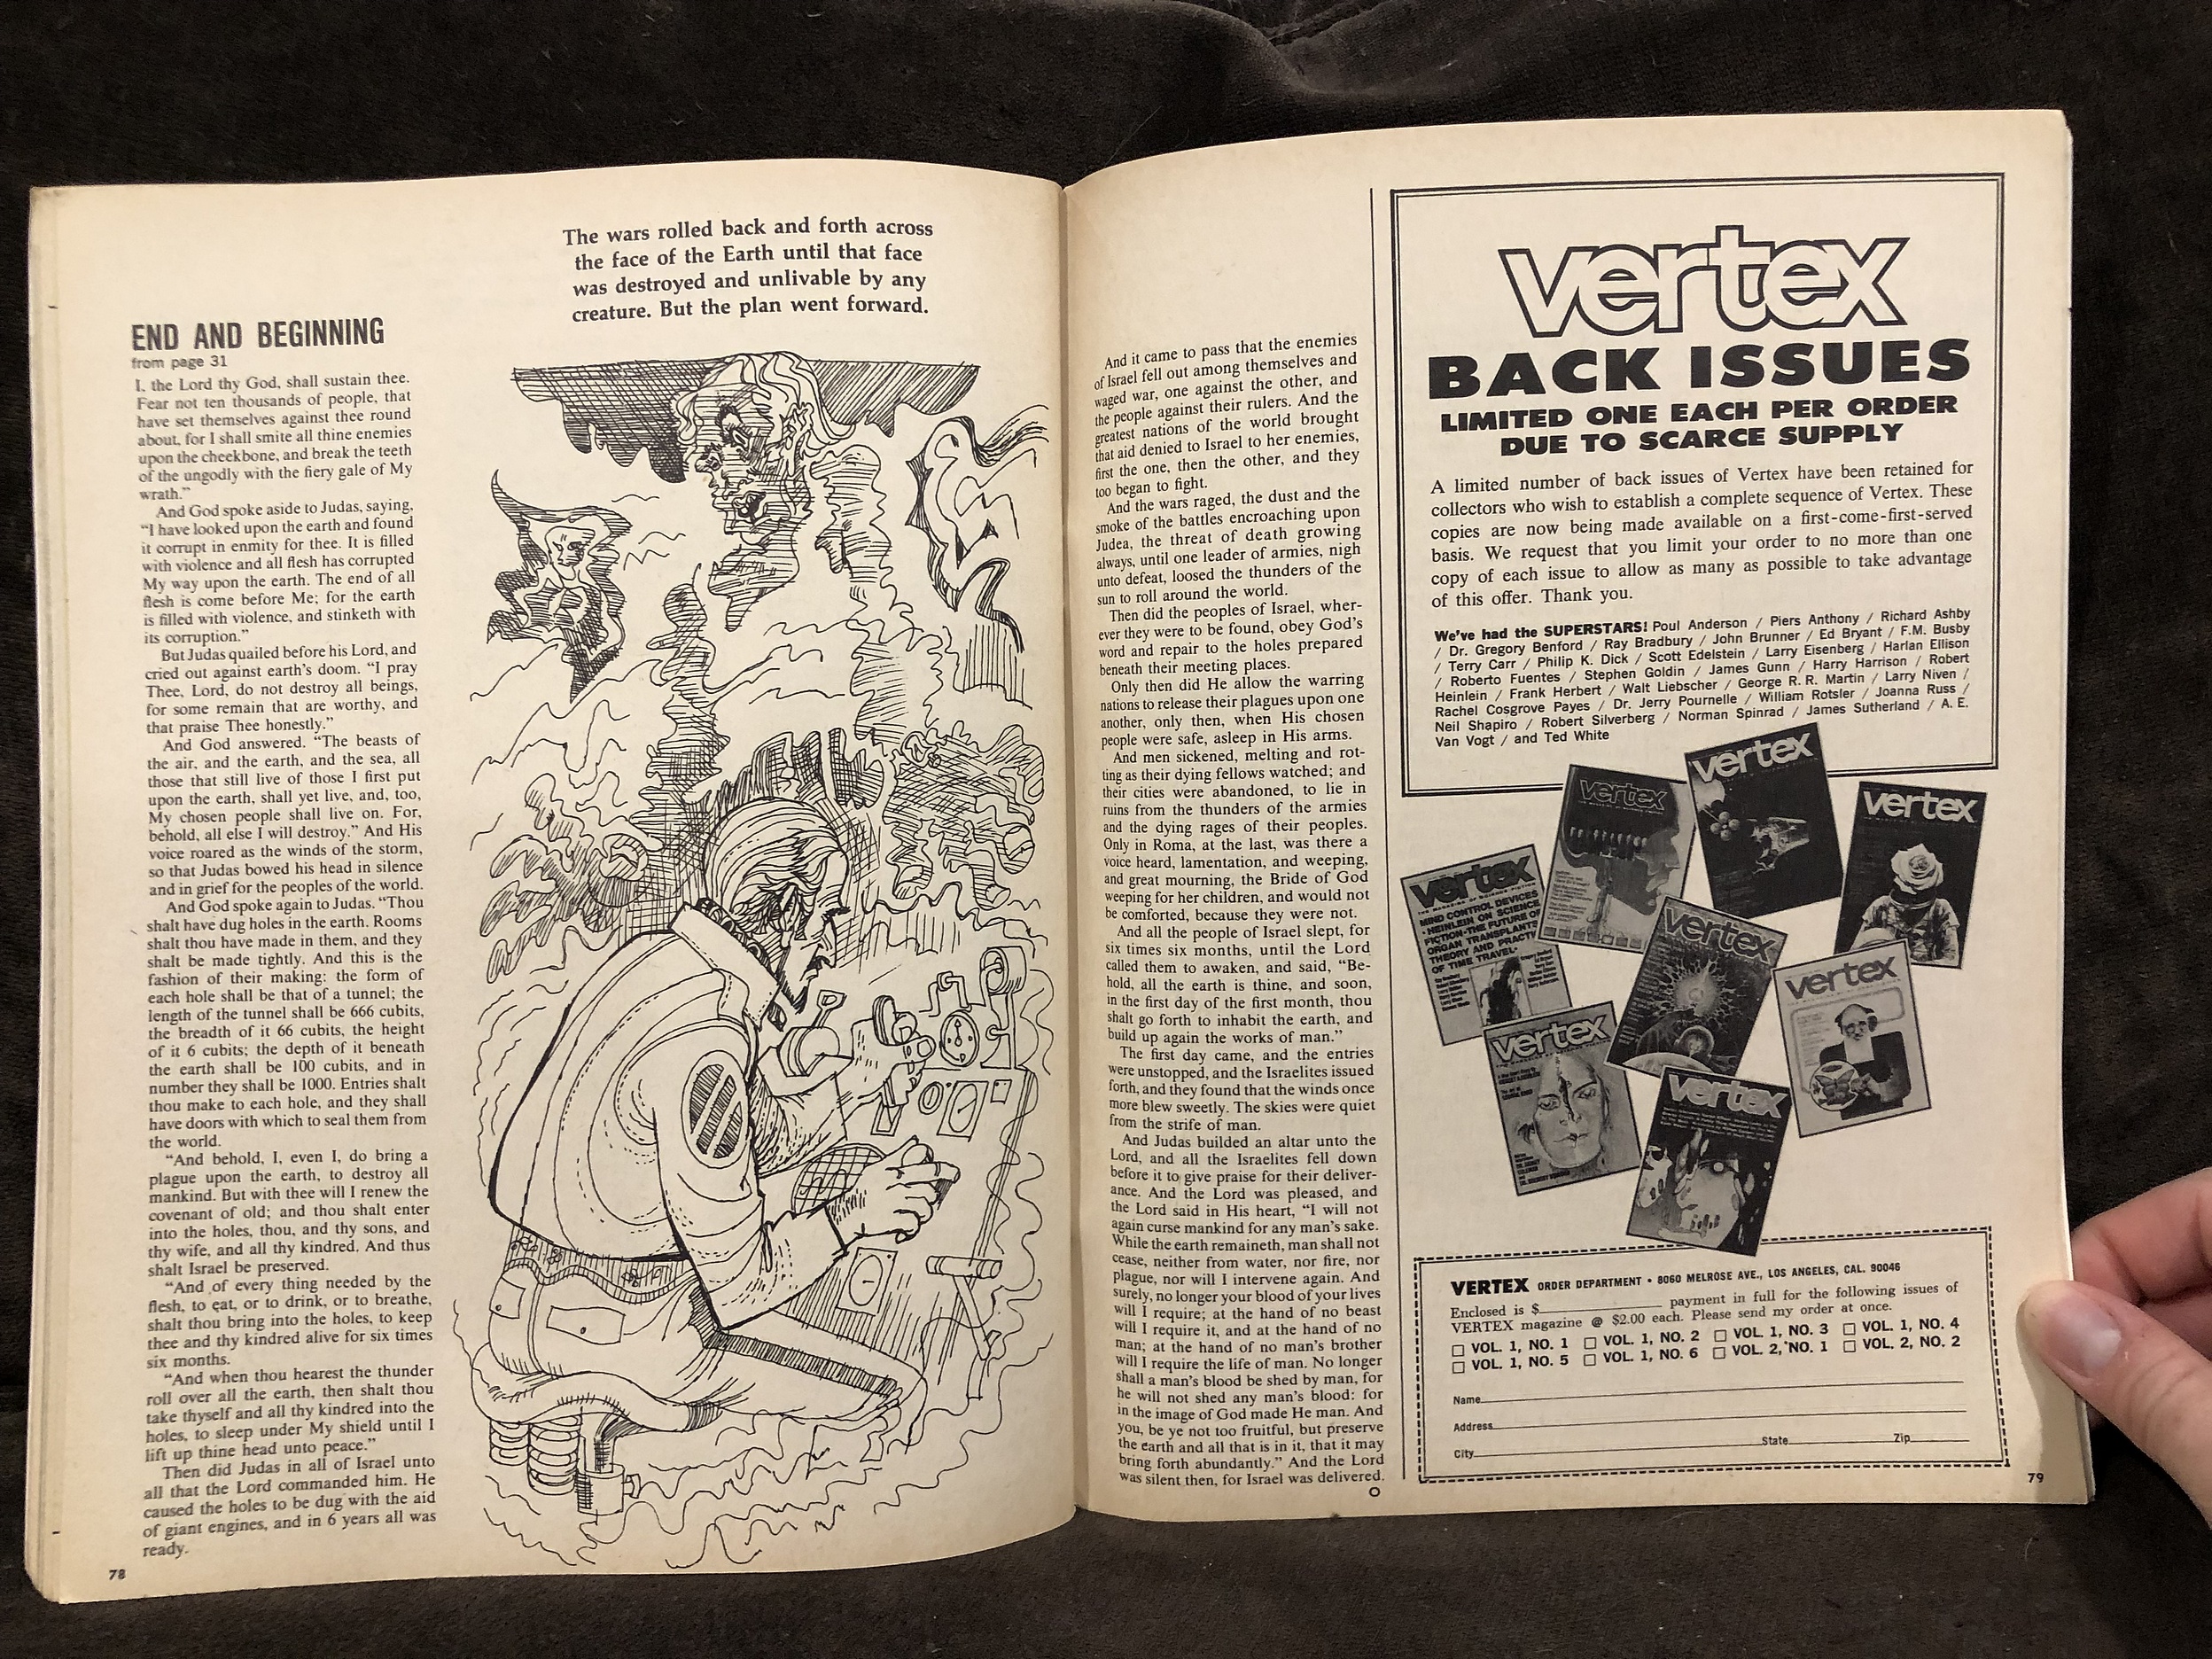 The wars rolled back and forth across
the face of the Earth until that face
was destroyed and unlivable by any
creature. But the plan went forward.
END AND BEGINNING
from page 31
I, the Lord thy God, shall sustain thee.
Fear not ten thousands of people, that
have set themselves against thee round
about, for I shall smite all thine enemies
upon the cheekbone, and break the teeth
of the ungodly with the fiery gale of My
wrath."
And God spoke aside to Judas, saying,
"I have looked upon the earth and found
it corrupt in enmity for thee. It is filled
with violence and all flesh has corrupted
My way upon the earth. The end of all
flesh is come before Me; for the earth
is filled with violence, and stinketh with
its corruption."
But Judas quailed before his Lord, and
cried out against earth's doom. "I pray
Thee, Lord, do not destroy all beings,
for some remain that are worthy, and
that praise Thee honestly."
And God answered. "The beasts of
the air, and the earth, and the sea, all
those that still live of those I first put
upon the earth, shall yet live, and, too,
My chosen people shall live on. For,
behold, all else I will destroy." And His
voice roared as the winds of the storm,
so that Judas bowed his head in silence
and in grief for the peoples of the world.
And God spoke again to Judas. "Thou
shalt have dug holes in the earth. Rooms
shalt thou have made in them, and they
shalt be made tightly. And this is the
fashion of their making: the form of
each hole shall be that of a tunnel; the
length of the tunnel shall be 666 cubits,
the breadth of it 66 cubits, the height
of it 6 cubits; the depth of it beneath
the earth shall be 100 cubits, and in
number they shall be 1000. Entries shalt
thou make to each hole, and they shall
have doors with which to seal them from
the world.
"And behold, I, even I, do bring a
plague upon the earth, to destroy all
mankind. But with thee will I renew the
covenant of old; and thou shalt enter
into the holes, thou, and thy sons, and
thy wife, and all thy kindred. And thus
shalt Israel be preserved.
"And of every thing needed by the
flesh, to eat, or to drink, or to breathe,
shalt thou bring into the holes, to keep
thee and thy kindred alive for six times
six months.
"And when thou hearest the thunder
roll over all the earth, then shalt thou
take thyself and all thy kindred into the
holes, to sleep under My shield until I
lift up thine head unto peace."
Then did Judas in all of Israel unto
all that the Lord commanded him. He
caused the holes to be dug with the aid
of giant engines, and in 6 years all was
ready.
78
And it came to pass that the enemies
of Israel fell out among themselves and
waged war, one against the other, and
the people against their rulers. And the
greatest nations of the world brought
that aid denied to Israel to her enemies,
first the one, then the other, and they
too began to fight.
And the wars raged, the dust and the
smoke of the battles encroaching upon
Judea, the threat of death growing
always, until one leader of armies, nigh
unto defeat, loosed the thunders of the
sun to roll around the world.
Then did the peoples of Israel, wher-
ever they were to be found, obey God's
word and repair to the holes prepared
beneath their meeting places.
Only then did He allow the warring
nations to release their plagues upon one
another, only then, when His chosen
people were safe, asleep in His arms.
And men sickened, melting and rot-
ting as their dying fellows watched; and
their cities were abandoned, to lie in
ruins from the thunders of the armies
and the dying rages of their peoples.
Only in Roma, at the last, was there a
voice heard, lamentation, and weeping,
and great mourning, the Bride of God
weeping for her children, and would not
be comforted, because they were not.
And all the people of Israel slept, for
six times six months, until the Lord
called them to awaken, and said, "Be-
hold, all the earth is thine, and soon,
in the first day of the first month, thou
shalt go forth to inhabit the earth, and
build up again the works of man."
The first day came, and the entries
were unstopped, and the Israelites issued
forth, and they found that the winds once
more blew sweetly. The skies were quiet
from the strife of man.
And Judas builded an altar unto the
Lord, and all the Israelites fell down
before it to give praise for their deliver-
ance. And the Lord was pleased, and
the Lord said in His heart, "I will not
again curse mankind for any man's sake.
While the earth remaineth, man shall not
cease, neither from water, nor fire, nor
plague, nor will I intervene again. And
surely, no longer your blood of your lives
will I require; at the hand of no beast
will I require it, and at the hand of no
man; at the hand of no man's brother
will I require the life of man. No longer
shall a man's blood be shed by man, for
he will not shed any man's blood: for
in the image of God made He man. And
you, be ye not too fruitful, but preserve
the earth and all that is in it, that it may
bring forth abundantly." And the Lord
was silent then, for Israel was delivered.
vertex
BACK ISSUES
LIMITED ONE EACH PER ORDER
DUE TO SCARCE SUPPLY
A limited number of back issues of Vertex have been retained for
collectors who wish to establish a complete sequence of Vertex. These
copies are now being made available on a first-come-first-served
basis. We request that you limit your order to no more than one
copy of each issue to allow as many as possible to take advantage
of this offer. Thank you.
We've had the SUPERSTARS! Poul Anderson / Piers Anthony / Richard Ashby
/ Dr. Gregory Benford / Ray Bradbury / John Brunner / Ed Bryant / F.M. Busby
/ Terry Carr / Philip K. Dick / Scott Edelstein / Larry Eisenberg / Harlan Ellison
/ Roberto Fuentes / Stephen Goldin / James Gunn / Harry Harrison / Robert
Heinlein / Frank Herbert / Walt Liebscher / George R. R. Martin / Larry Niven /
Rachel Cosgrove Payes / Dr. Jerry Pournelle / William Rotsler / Joanna Russ /
Neil Shapiro / Robert Silverberg / Norman Spinrad / James Sutherland / A. E.
Van Vogt / and Ted White
vertex
vertex
vertex
vertex
MIND CONTROL DEVICES
HEINLEIN ON SCIENCE
FICTION•THE FUTURE OF
ORGAN TRANSPLANTS
THEORY AND PRACTI
OF TIME TRAVEL
vertex
vertex
vertex
vertex
VERTEX ORDER DEPARTMENT • 8060 MELROSE AVE., LOS ANGELES, CAL. 90046
Enclosed is $ payment in full for the following issues of
VERTEX magazine @ $2.00 each. Please send my order at once.
VOL. 1, NO. 1 VOL. 1, NO. 2 VOL. 1, NO. 3 VOL. 1, NO. 4
VOL. 1, NO. 5 VOL. 1, NO. 6 VOL. 2, NO. 1 VOL. 2, NO. 2
Name
Address
City State Zip
79